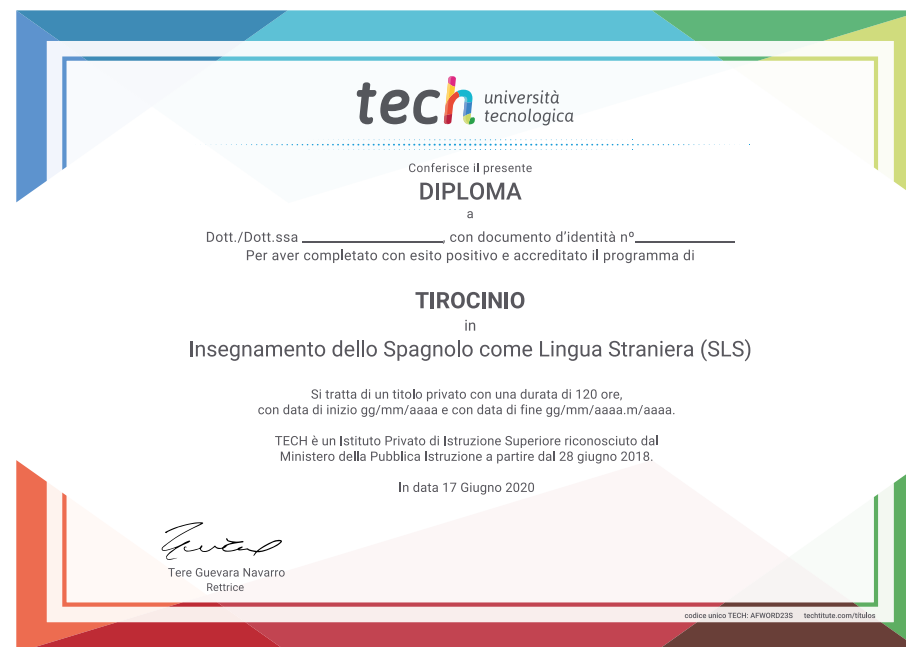 tech università
tecnologica
Conferisce il presente
DIPLOMA
a
Dott./Dott.ssa ____________________, con documento d'identità nº______________
Per aver completato con esito positivo e accreditato il programma di
TIROCINIO
in
Insegnamento dello Spagnolo come Lingua Straniera (SLS)
Si tratta di un titolo privato con una durata di 120 ore,
con data di inizio gg/mm/aaaa e con data di fine gg/mm/aaaa.m/aaaa.
TECH è un Istituto Privato di Istruzione Superiore riconosciuto dal
Ministero della Pubblica Istruzione a partire dal 28 giugno 2018.
In data 17 Giugno 2020
Tere Guevara Navarro
Rettrice
codice unico TECH: AFWORD23S techtitute.com/titulos